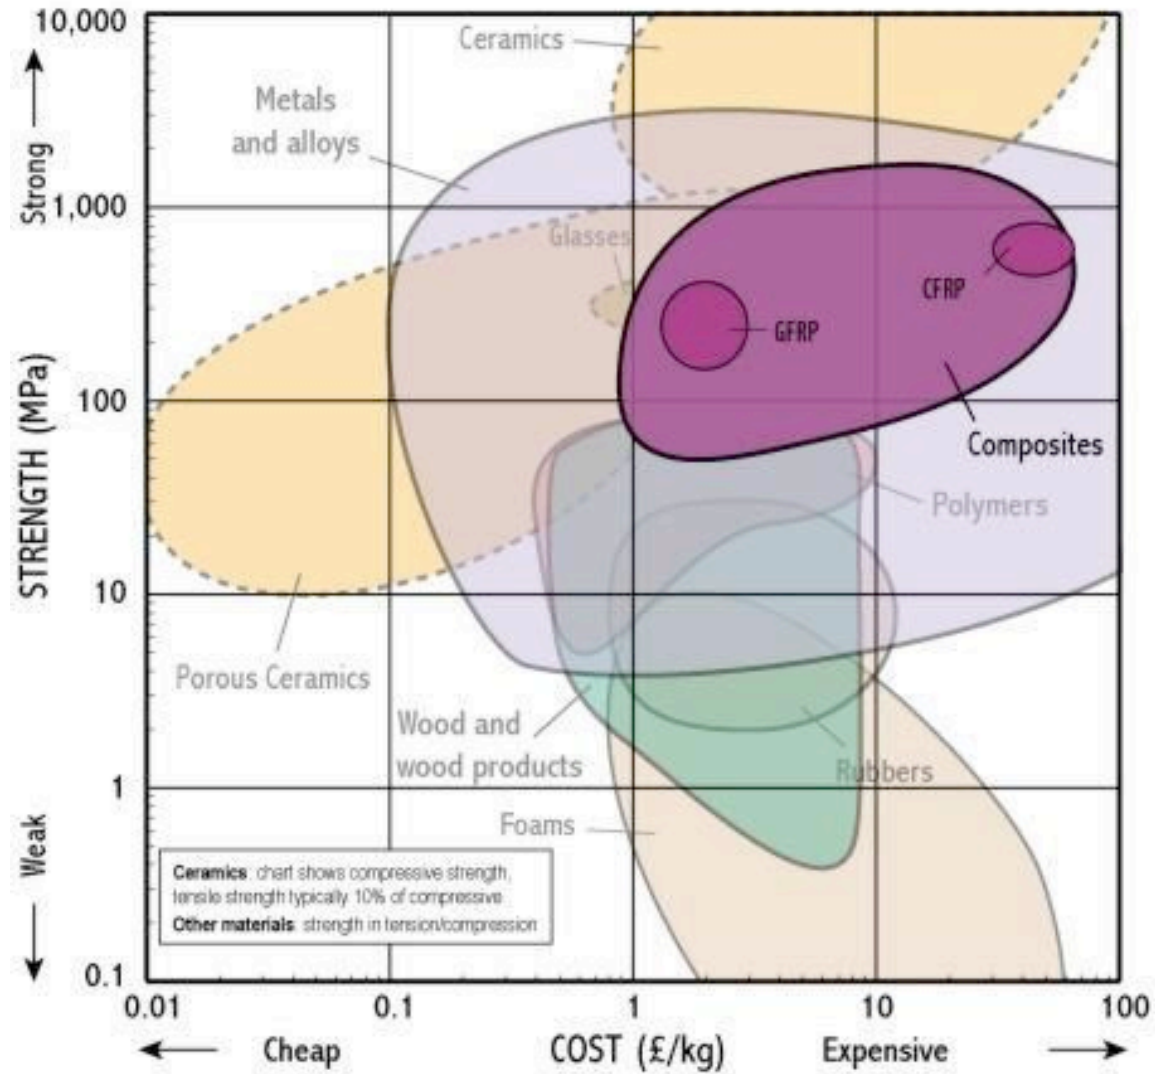 10,000
1,000
100
10
1
0.1
Strong
STRENGTH (MPa)
Weak
Ceramics
Metals
and alloys
Glasses
CFRP
GFRP
Composites
Polymers
Porous Ceramics
Wood and
wood products
Rubbers
Foams
Ceramics chart shows compressive strength,
tensile strength typically 10% of compressive
Other materials strength in tension/compression
0.01
0.1
1
10
100
Cheap
COST (£/kg)
Expensive